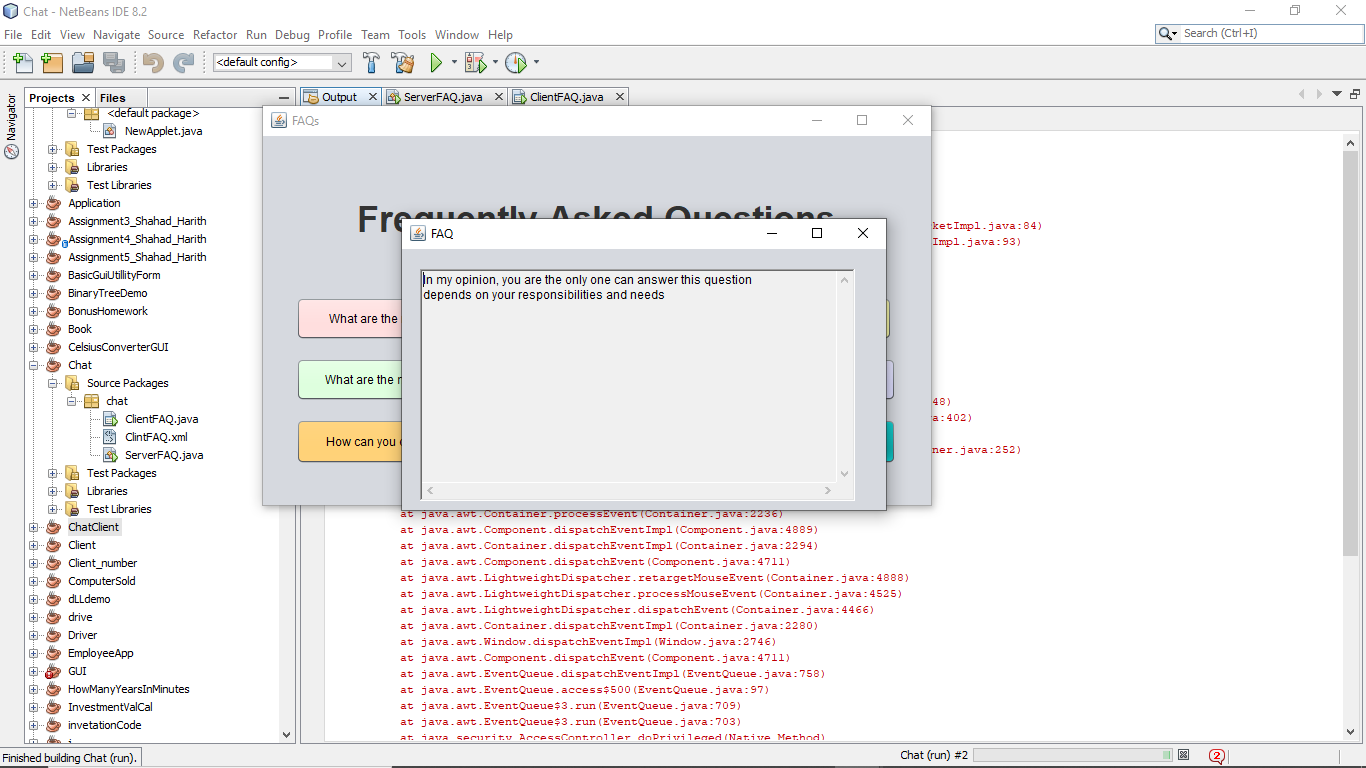 Chat - NetBeans IDE 8.2
File Edit View Navigate Source Refactor Run Debug Profile Team Tools Window Help
Search (Ctrl+I)
<default config>
Navigator
Projects
Files
Output
ServerFAQ.java
ClientFAQ.java
<default package>
NewApplet.java
Test Packages
Libraries
Test Libraries
Application
Assignment3_Shahad_Harith
Assignment4_Shahad_Harith
Assignment5_Shahad_Harith
BasicGuiUtillityForm
BinaryTreeDemo
BonusHomework
Book
CelsiusConverterGUI
Chat
Source Packages
chat
ClientFAQ.java
ClintFAQ.xml
ServerFAQ.java
Test Packages
Libraries
Test Libraries
ChatClient
Client
Client_number
ComputerSold
dLLdemo
drive
Driver
EmployeeApp
GUI
HowManyYearsInMinutes
InvestmentValCal
invetationCode
FAQs
Frequently Asked Questions
What are the
What are the
How can you
FAQ
In my opinion, you are the only one can answer this question
depends on your responsibilities and needs
ketImpl.java:84)
Impl.java:93)
48)
a:402)
ner.java:252)
at java.awt.Container.processEvent(Container.java:2236)
at java.awt.Component.dispatchEventImpl(Component.java:4889)
at java.awt.Container.dispatchEventImpl(Container.java:2294)
at java.awt.Component.dispatchEvent(Component.java:4711)
at java.awt.LightweightDispatcher.retargetMouseEvent(Container.java:4888)
at java.awt.LightweightDispatcher.processMouseEvent(Container.java:4525)
at java.awt.LightweightDispatcher.dispatchEvent(Container.java:4466)
at java.awt.Container.dispatchEventImpl(Container.java:2280)
at java.awt.Window.dispatchEventImpl(Window.java:2746)
at java.awt.Component.dispatchEvent(Component.java:4711)
at java.awt.EventQueue.dispatchEventImpl(EventQueue.java:758)
at java.awt.EventQueue.access$500(EventQueue.java:97)
at java.awt.EventQueue$3.run(EventQueue.java:709)
at java.awt.EventQueue$3.run(EventQueue.java:703)
at java.security.AccessController.doPrivileged(Native Method)
Finished building Chat (run).
Chat (run) #2
2